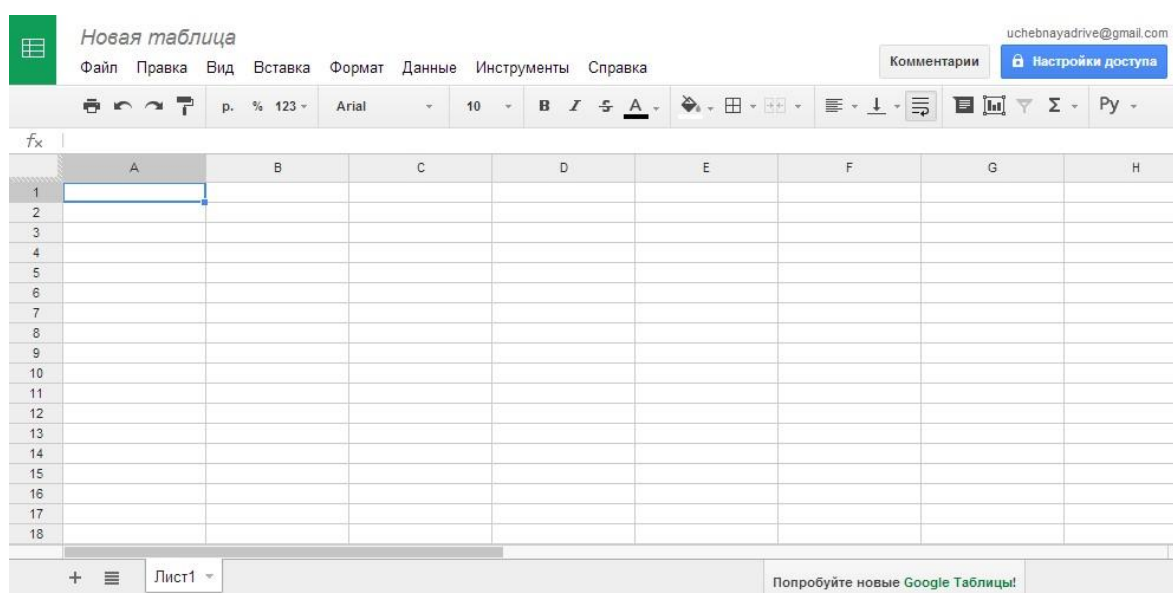 Новая таблица
uchebnayadrive@gmail.com
Файл Правка Вид Вставка Формат Данные Инструменты Справка
Комментарии
Настройки доступа
р. % 123 Arial 10 B I S A Σ Py
fx
A B C D E F G H
1
2
3
4
5
6
7
8
9
10
11
12
13
14
15
16
17
18
+ Лист1
Попробуйте новые Google Таблицы!